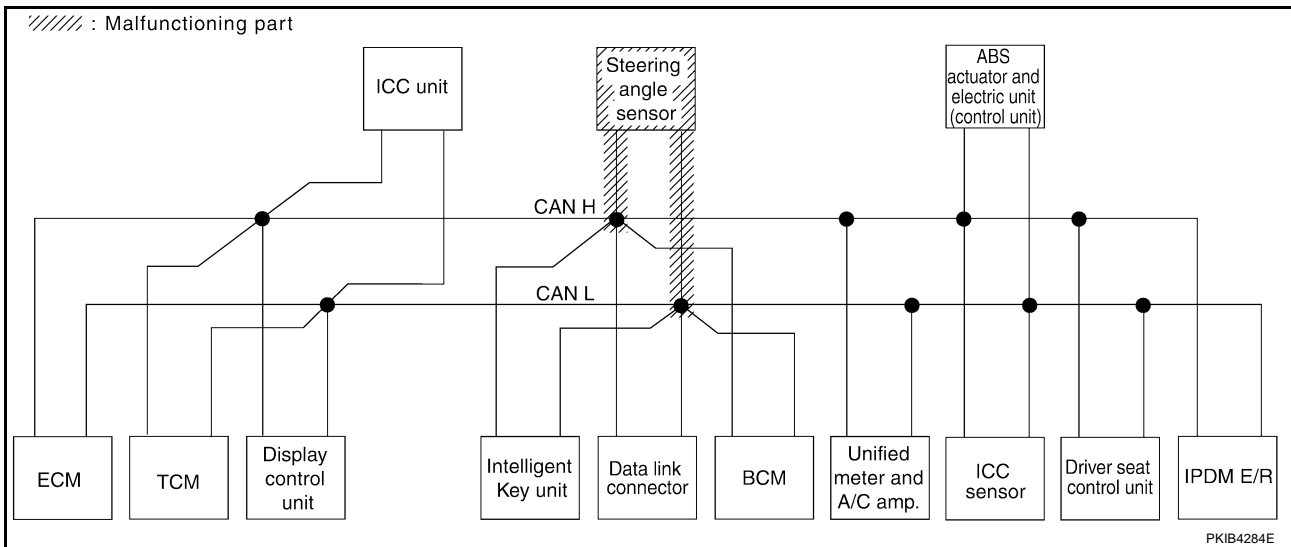 : Malfunctioning part
ICC unit
Steering
angle
sensor
ABS
actuator and
electric unit
(control unit)
CAN H
CAN L
ECM
TCM
Display
control
unit
Intelligent
Key unit
Data link
connector
BCM
Unified
meter and
A/C amp.
ICC
sensor
Driver seat
control unit
IPDM E/R
PKIB4284E